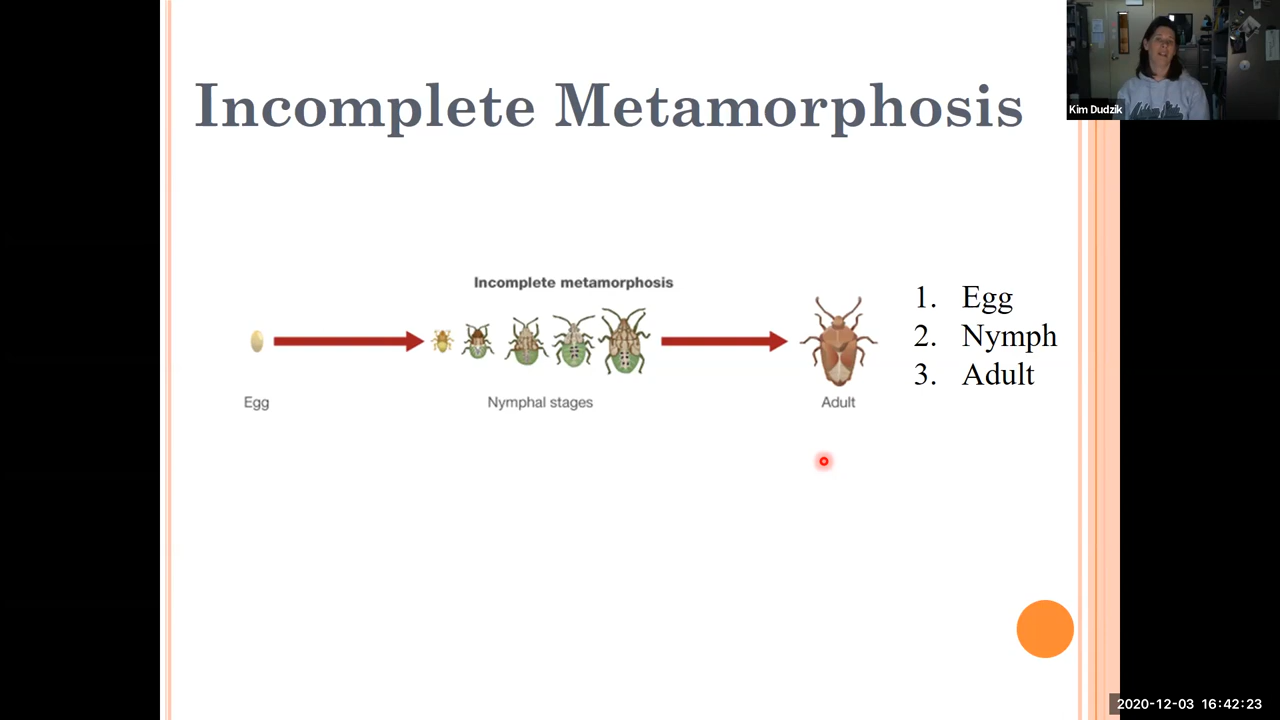 Incomplete Metamorphosis
Kim Dudzik
Incomplete metamorphosis
Egg
Nymphal stages
Adult
1. Egg
2. Nymph
3. Adult
2020-12-03 16:42:23